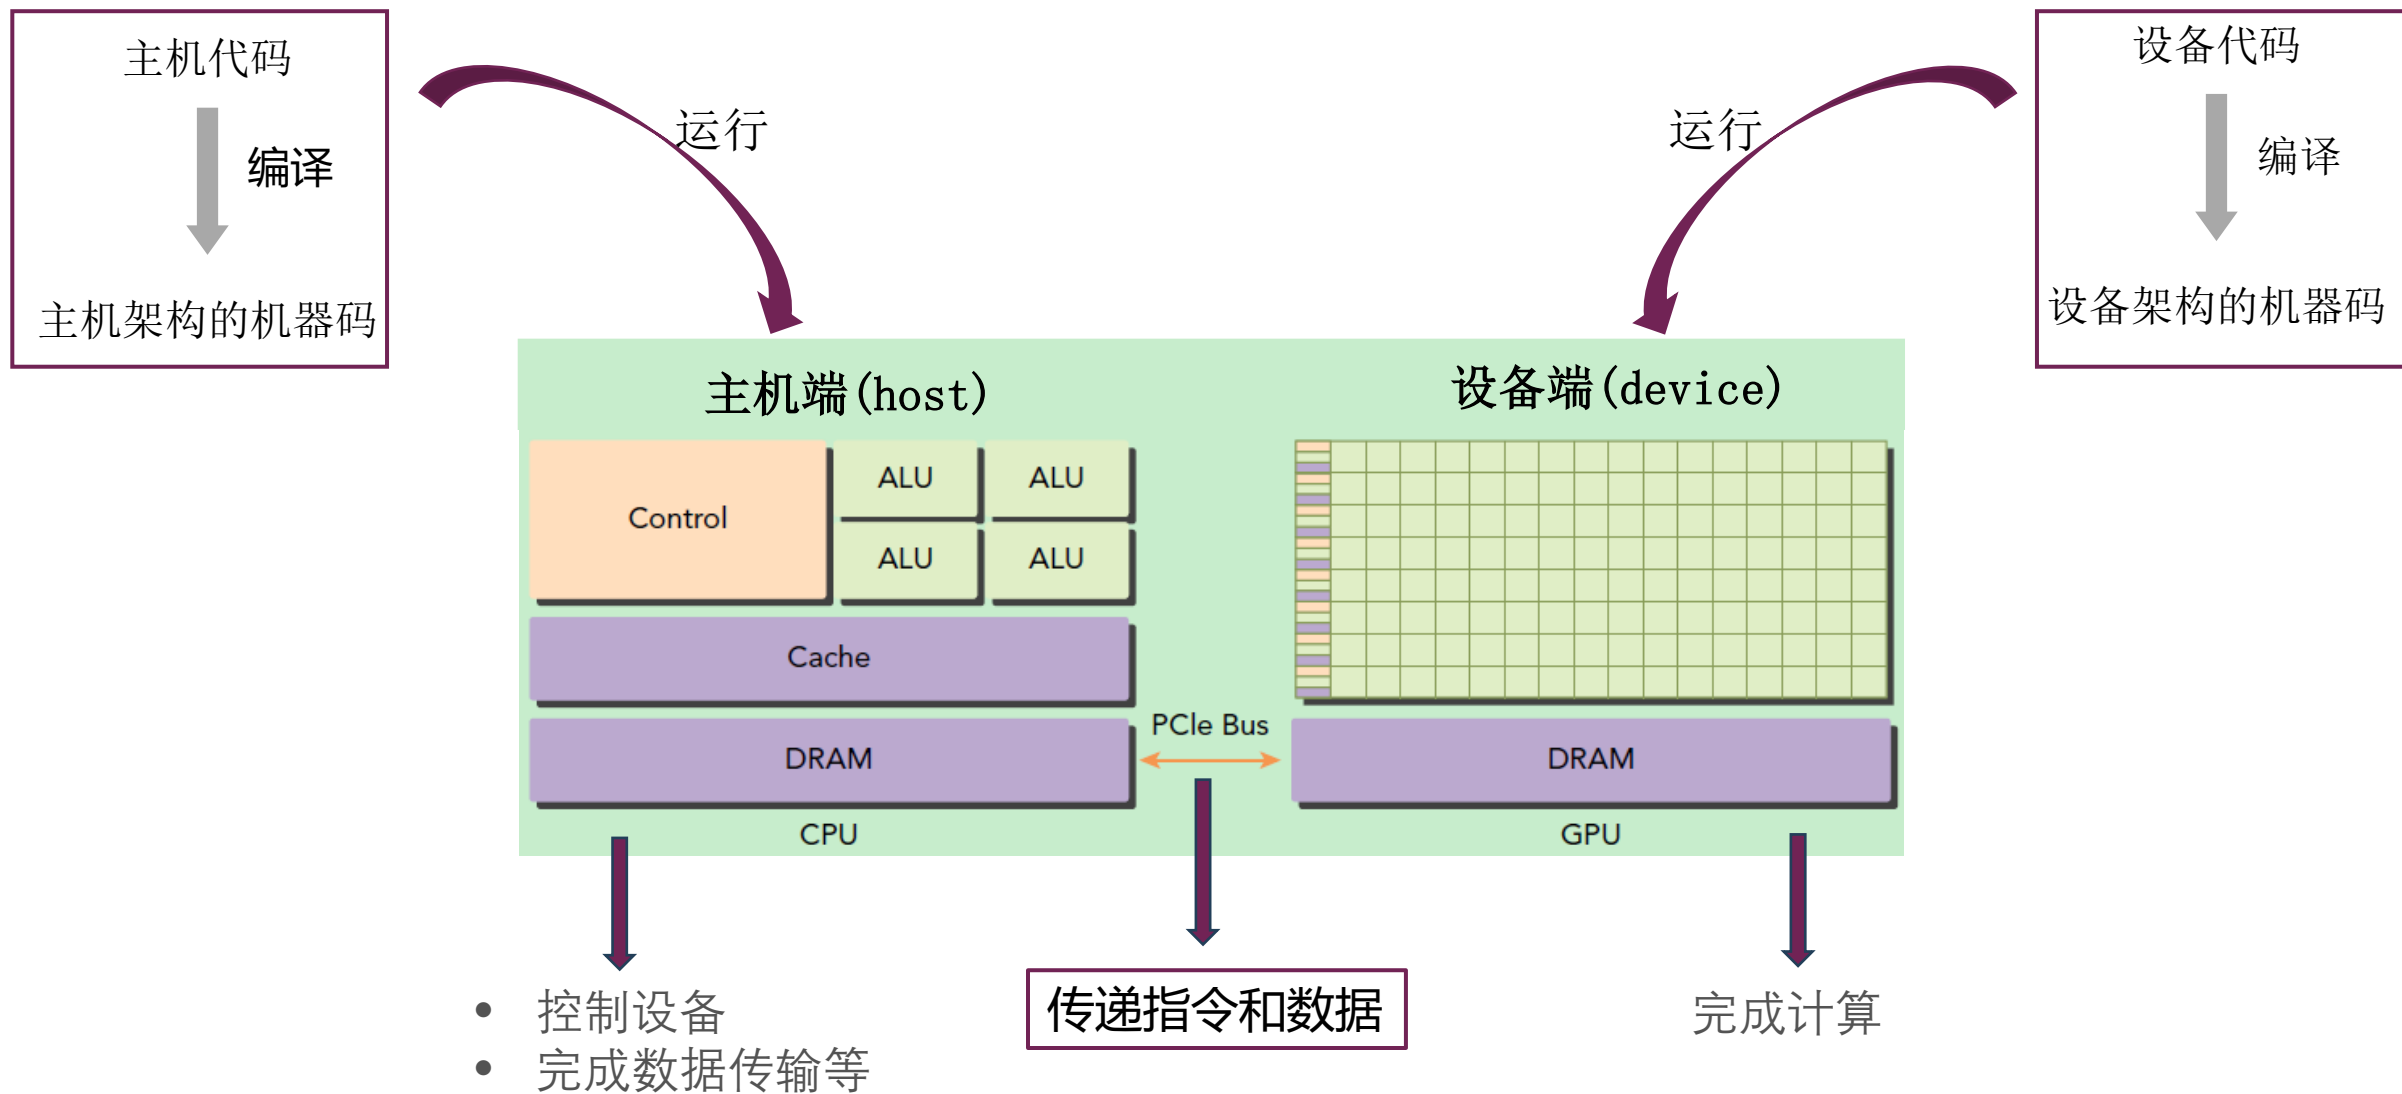 主机代码
编译
主机架构的机器码
运行
运行
设备代码
编译
设备架构的机器码
主机端(host)
设备端(device)
Control
ALU
ALU
ALU
ALU
Cache
DRAM
CPU
PCIe Bus
DRAM
GPU
• 控制设备
• 完成数据传输等
传递指令和数据
完成计算